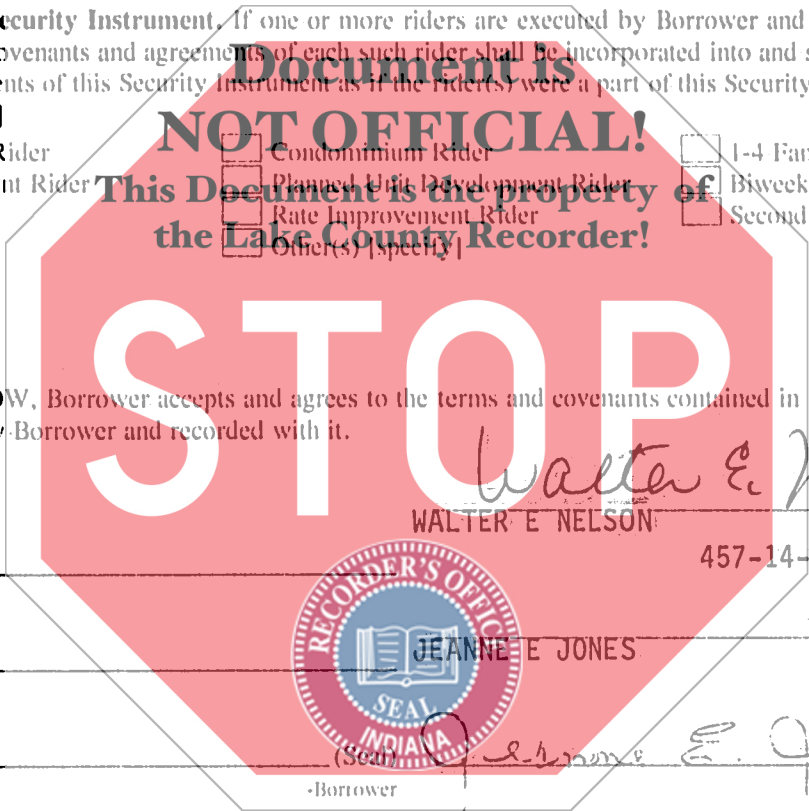 ecurity Instrument. If one or more riders are executed by Borrower and
ovenants and agreements of each such rider shall be incorporated into and s
ents of this Security Instrument as if the rider(s) were a part of this Security
Document is
NOT OFFICIAL!
This Document is the property of
the Lake County Recorder!
Rider
Condominium Rider
1-4 Fam
nt Rider
Planned Unit Development Rider
Biweek
Rate Improvement Rider
Second
Other(s) [specify]
STOP
OW, Borrower accepts and agrees to the terms and covenants contained in
y Borrower and recorded with it.
Walter E. N
WALTER E NELSON
457-14-
RECORDER'S OFFICE
SEAL
INDIANA
JEANNE E JONES
(Seal)
E.
-Borrower